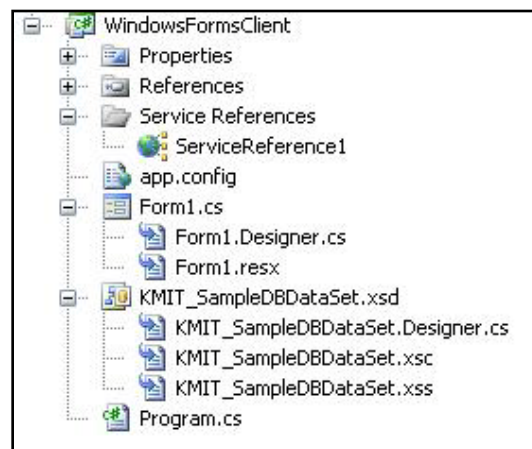 WindowsFormsClient
Properties
References
Service References
ServiceReference1
app.config
Form1.cs
Form1.Designer.cs
Form1.resx
KMIT_SampleDBDataSet.xsd
KMIT_SampleDBDataSet.Designer.cs
KMIT_SampleDBDataSet.xsc
KMIT_SampleDBDataSet.xss
Program.cs